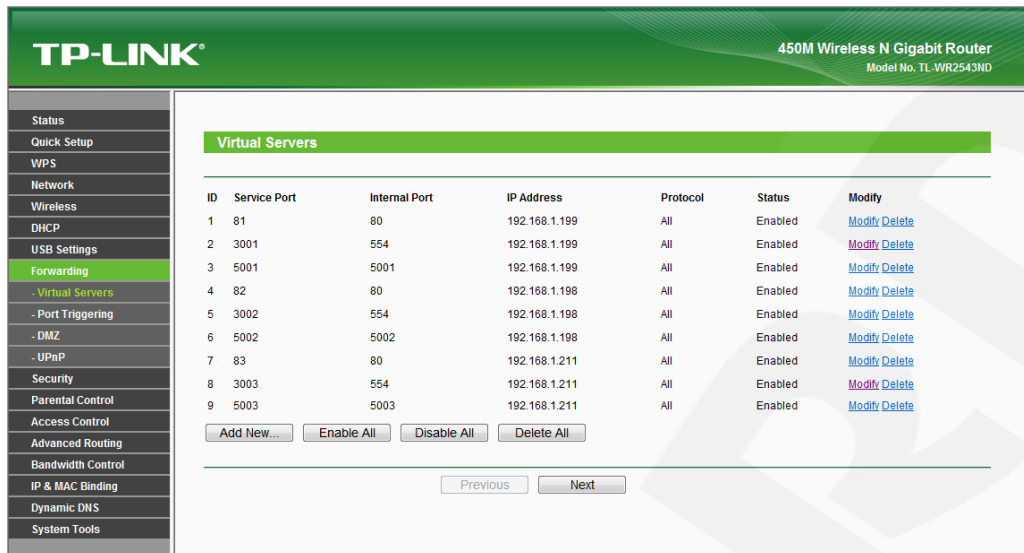 TP-LINK®
450M Wireless N Gigabit Router
Model No. TL-WR2543ND
Status
Quick Setup
WPS
Network
Wireless
DHCP
USB Settings
Forwarding
- Virtual Servers
- Port Triggering
- DMZ
- UPnP
Security
Parental Control
Access Control
Advanced Routing
Bandwidth Control
IP & MAC Binding
Dynamic DNS
System Tools
Virtual Servers
ID Service Port Internal Port IP Address Protocol Status Modify
1 81 80 192.168.1.199 All Enabled Modify Delete
2 3001 554 192.168.1.199 All Enabled Modify Delete
3 5001 5001 192.168.1.199 All Enabled Modify Delete
4 82 80 192.168.1.198 All Enabled Modify Delete
5 3002 554 192.168.1.198 All Enabled Modify Delete
6 5002 5002 192.168.1.198 All Enabled Modify Delete
7 83 80 192.168.1.211 All Enabled Modify Delete
8 3003 554 192.168.1.211 All Enabled Modify Delete
9 5003 5003 192.168.1.211 All Enabled Modify Delete
Add New... Enable All Disable All Delete All
Previous Next